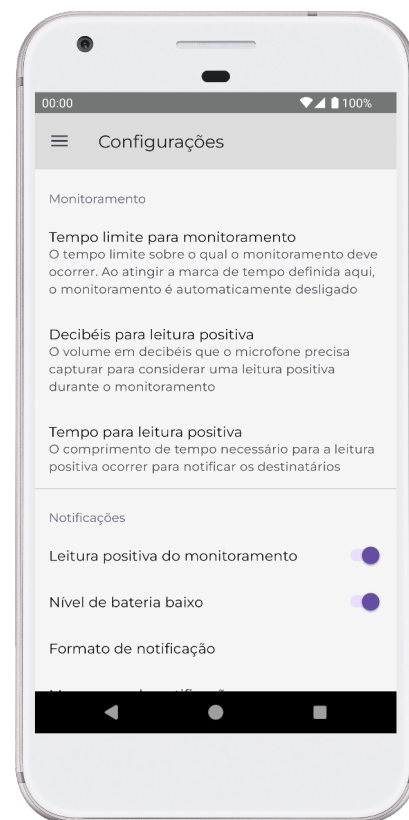 00:00 100%
Configurações
Monitoramento
Tempo limite para monitoramento
O tempo limite sobre o qual o monitoramento deve
ocorrer. Ao atingir a marca de tempo definida aqui,
o monitoramento é automaticamente desligado
Decibéis para leitura positiva
O volume em decibéis que o microfone precisa
capturar para considerar uma leitura positiva
durante o monitoramento
Tempo para leitura positiva
O comprimento de tempo necessário para a leitura
positiva ocorrer para notificar os destinatários
Notificações
Leitura positiva do monitoramento
Nível de bateria baixo
Formato de notificação